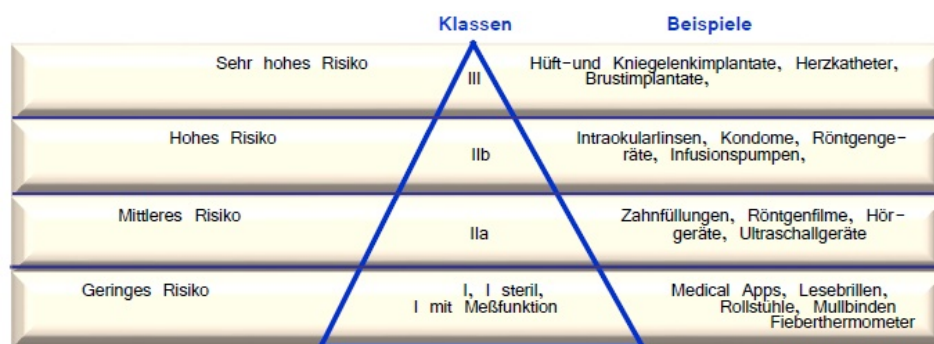 Klassen Beispiele
Sehr hohes Risiko
III
Hüft-und Kniegelenkimplantate, Herzkatheter,
Brustimplantate,
Hohes Risiko
IIb
Intraokularlinsen, Kondome, Röntgenge-
räte, Infusionspumpen,
Mittleres Risiko
IIa
Zahnfüllungen, Röntgenfilme, Hör-
geräte, Ultraschallgeräte
Geringes Risiko
I, I steril,
I mit Meßfunktion
Medical Apps, Lesebrillen,
Rollstühle, Mullbinden
Fieberthermometer